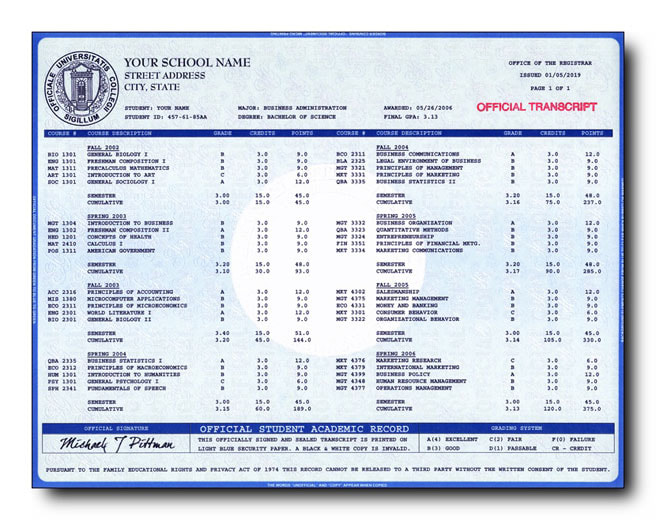 OFFICIALE UNIVERSITATIS COLLEGII SIGILLUM
YOUR SCHOOL NAME
STREET ADDRESS
CITY, STATE
OFFICE OF THE REGISTRAR
ISSUED 01/05/2019
PAGE 1 OF 1
OFFICIAL TRANSCRIPT
STUDENT: YOUR NAME
STUDENT ID: 457-61-85AA
MAJOR: BUSINESS ADMINISTRATION
DEGREE: BACHELOR OF SCIENCE
AWARDED: 05/26/2006
FINAL GPA: 3.13
COURSE # COURSE DESCRIPTION GRADE CREDITS POINTS
FALL 2002
BIO 1301 GENERAL BIOLOGY I B 3.0 9.0
ENG 1301 FRESHMAN COMPOSITION I B 3.0 9.0
MAT 1311 PRECALCULUS MATHEMATICS B 3.0 9.0
ART 1301 INTRODUCTION TO ART C 3.0 6.0
SOC 1301 GENERAL SOCIOLOGY I A 3.0 12.0
SEMESTER 3.00 15.0 45.0
CUMULATIVE 3.00 15.0 45.0
SPRING 2003
MGT 1304 INTRODUCTION TO BUSINESS B 3.0 9.0
ENG 1302 FRESHMAN COMPOSITION II A 3.0 12.0
HED 1201 CONCEPTS OF HEALTH B 3.0 9.0
MAT 2410 CALCULUS I B 3.0 9.0
POS 1311 AMERICAN GOVERNMENT B 3.0 9.0
SEMESTER 3.20 15.0 48.0
CUMULATIVE 3.10 30.0 93.0
FALL 2003
ACC 2316 PRINCIPLES OF ACCOUNTING A 3.0 12.0
MIS 1380 MICROCOMPUTER APPLICATIONS B 3.0 9.0
ECO 2311 PRINCIPLES OF MICROECONOMICS B 3.0 9.0
ENG 2301 WORLD LITERATURE I A 3.0 12.0
BIO 2301 GENERAL BIOLOGY II B 3.0 9.0
SEMESTER 3.40 15.0 51.0
CUMULATIVE 3.20 45.0 144.0
SPRING 2004
QBA 2335 BUSINESS STATISTICS I A 3.0 12.0
ECO 2312 PRINCIPLES OF MACROECONOMICS B 3.0 9.0
HUM 1301 INTRODUCTION TO HUMANITIES B 3.0 9.0
PSY 1301 GENERAL PSYCHOLOGY I C 3.0 6.0
SPH 2341 FUNDAMENTALS OF SPEECH B 3.0 9.0
SEMESTER 3.00 15.0 45.0
CUMULATIVE 3.15 60.0 189.0
COURSE # COURSE DESCRIPTION GRADE CREDITS POINTS
FALL 2004
BCO 2311 BUSINESS COMMUNICATIONS A 3.0 12.0
BLA 2325 LEGAL ENVIRONMENT OF BUSINESS B 3.0 9.0
MGT 3321 PRINCIPLES OF MANAGEMENT B 3.0 9.0
MKT 3331 PRINCIPLES OF MARKETING B 3.0 9.0
QBA 3335 BUSINESS STATISTICS II B 3.0 9.0
SEMESTER 3.20 15.0 48.0
CUMULATIVE 3.16 75.0 237.0
SPRING 2005
MGT 3332 BUSINESS ORGANIZATION A 3.0 12.0
QBA 3323 QUANTITATIVE METHODS B 3.0 9.0
MGT 3324 ENTREPRENEURSHIP B 3.0 9.0
FIN 3351 PRINCIPLES OF FINANCIAL MKTG. B 3.0 9.0
MKT 3334 MARKETING COMMUNICATIONS B 3.0 9.0
SEMESTER 3.20 15.0 48.0
CUMULATIVE 3.17 90.0 285.0
FALL 2005
MKT 4302 SALESMANSHIP A 3.0 12.0
MGT 4375 MARKETING MANAGEMENT B 3.0 9.0
ECO 4331 MONEY AND BANKING B 3.0 9.0
MKT 3301 CONSUMER BEHAVIOR C 3.0 6.0
MGT 3322 ORGANIZATIONAL BEHAVIOR B 3.0 9.0
SEMESTER 3.00 15.0 45.0
CUMULATIVE 3.14 105.0 330.0
SPRING 2006
MKT 4376 MARKETING RESEARCH C 3.0 6.0
MKT 4379 INTERNATIONAL MARKETING B 3.0 9.0
MGT 4399 BUSINESS POLICY A 3.0 12.0
MGT 4348 HUMAN RESOURCE MANAGEMENT B 3.0 9.0
MGT 4377 OPERATIONS MANAGEMENT B 3.0 9.0
SEMESTER 3.00 15.0 45.0
CUMULATIVE 3.13 120.0 375.0
OFFICIAL SIGNATURE
Michael J Pittman
OFFICIAL STUDENT ACADEMIC RECORD
THIS OFFICIALLY SIGNED AND SEALED TRANSCRIPT IS PRINTED ON
LIGHT BLUE SECURITY PAPER. A BLACK & WHITE COPY IS INVALID.
GRADING SYSTEM
A(4) EXCELLENT C(2) FAIR F(0) FAILURE
B(3) GOOD D(1) PASSABLE CR - CREDIT
PURSUANT TO THE FAMILY EDUCATIONAL RIGHTS AND PRIVACY ACT OF 1974 THIS RECORD CANNOT BE RELEASED TO A THIRD PARTY WITHOUT THE WRITTEN CONSENT OF THE STUDENT.
THE WORDS "UNOFFICIAL" AND "COPY" APPEAR WHEN COPIED